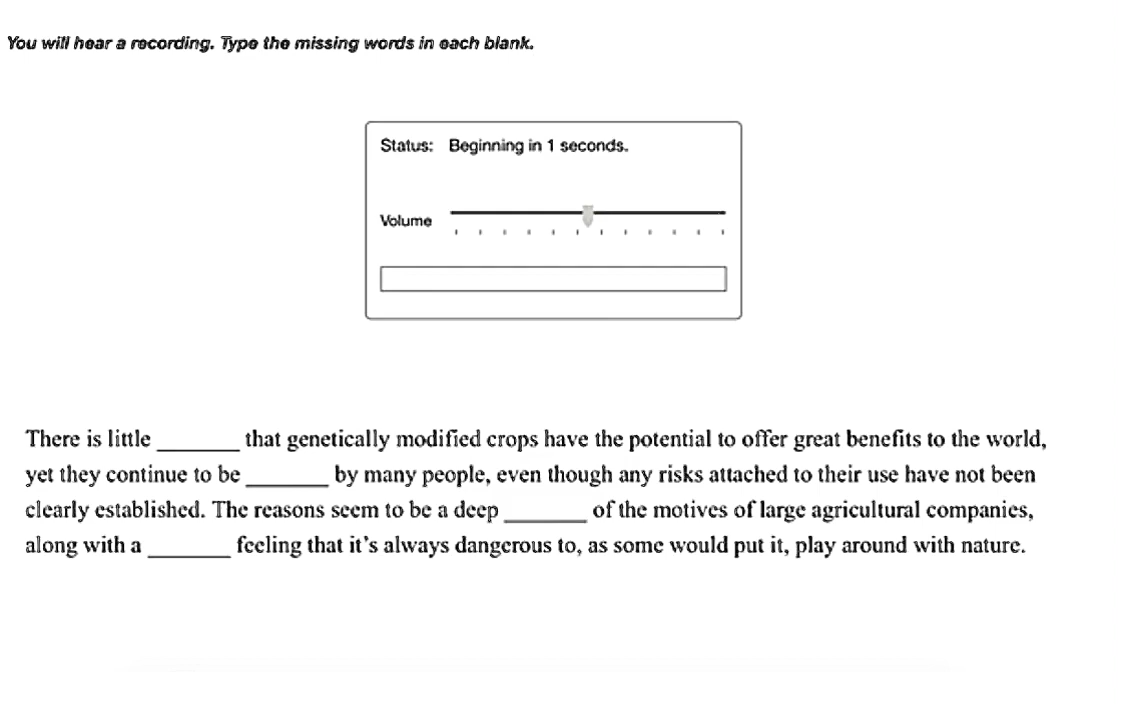 You will hear a recording. Type the missing words in each blank.
Status: Beginning in 1 seconds.
Volume
There is little ________ that genetically modified crops have the potential to offer great benefits to the world,
yet they continue to be ________ by many people, even though any risks attached to their use have not been
clearly established. The reasons seem to be a deep ________ of the motives of large agricultural companies,
along with a ________ feeling that it's always dangerous to, as some would put it, play around with nature.